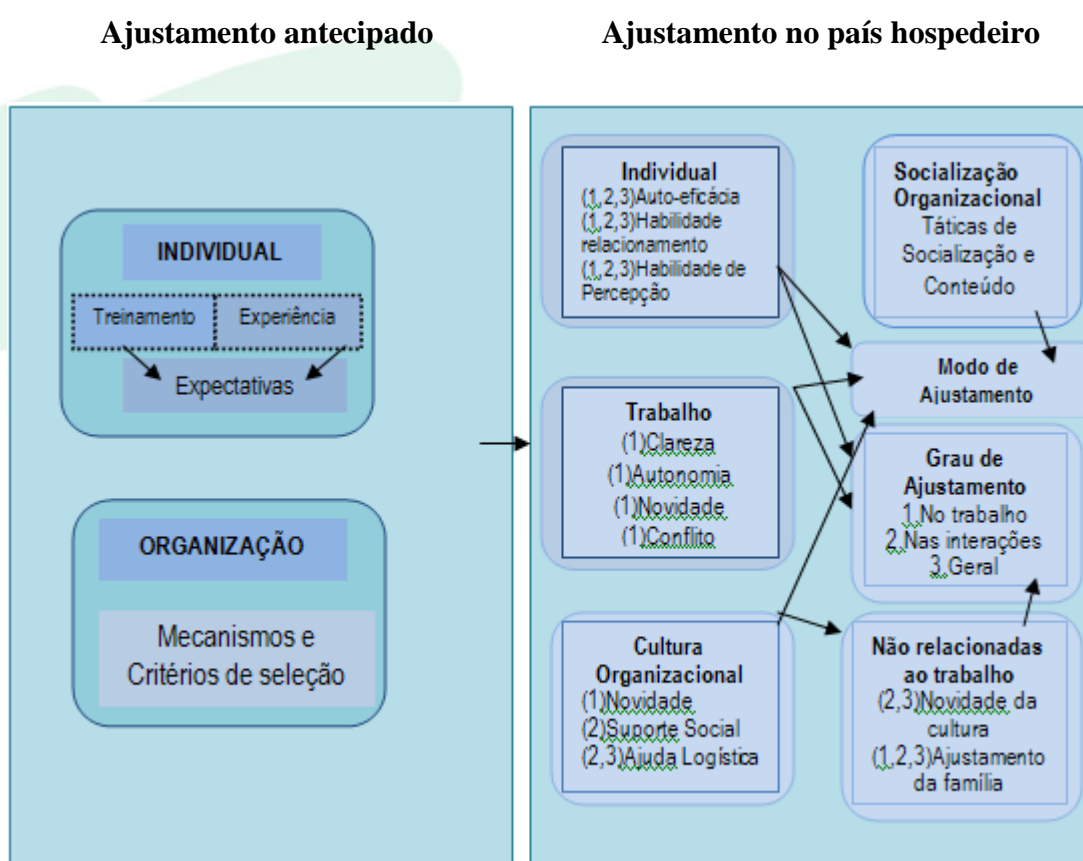 Ajustamento antecipado
Ajustamento no país hospedeiro
INDIVIDUAL
Treinamento
Experiência
Expectativas
ORGANIZAÇÃO
Mecanismos e
Critérios de seleção
Individual
(1,2,3)Auto-eficácia
(1,2,3)Habilidade
relacionamento
(1,2,3)Habilidade de
Percepção
Trabalho
(1)Clareza
(1)Autonomia
(1)Novidade
(1)Conflito
Cultura
Organizacional
(1)Novidade
(2)Suporte Social
(2,3)Ajuda Logística
Socialização
Organizacional
Táticas de
Socialização e
Conteúdo
Modo de
Ajustamento
Grau de
Ajustamento
1.No trabalho
2.Nas interações
3.Geral
Não relacionadas
ao trabalho
(2,3)Novidade da
cultura
(1,2,3)Ajustamento
da família